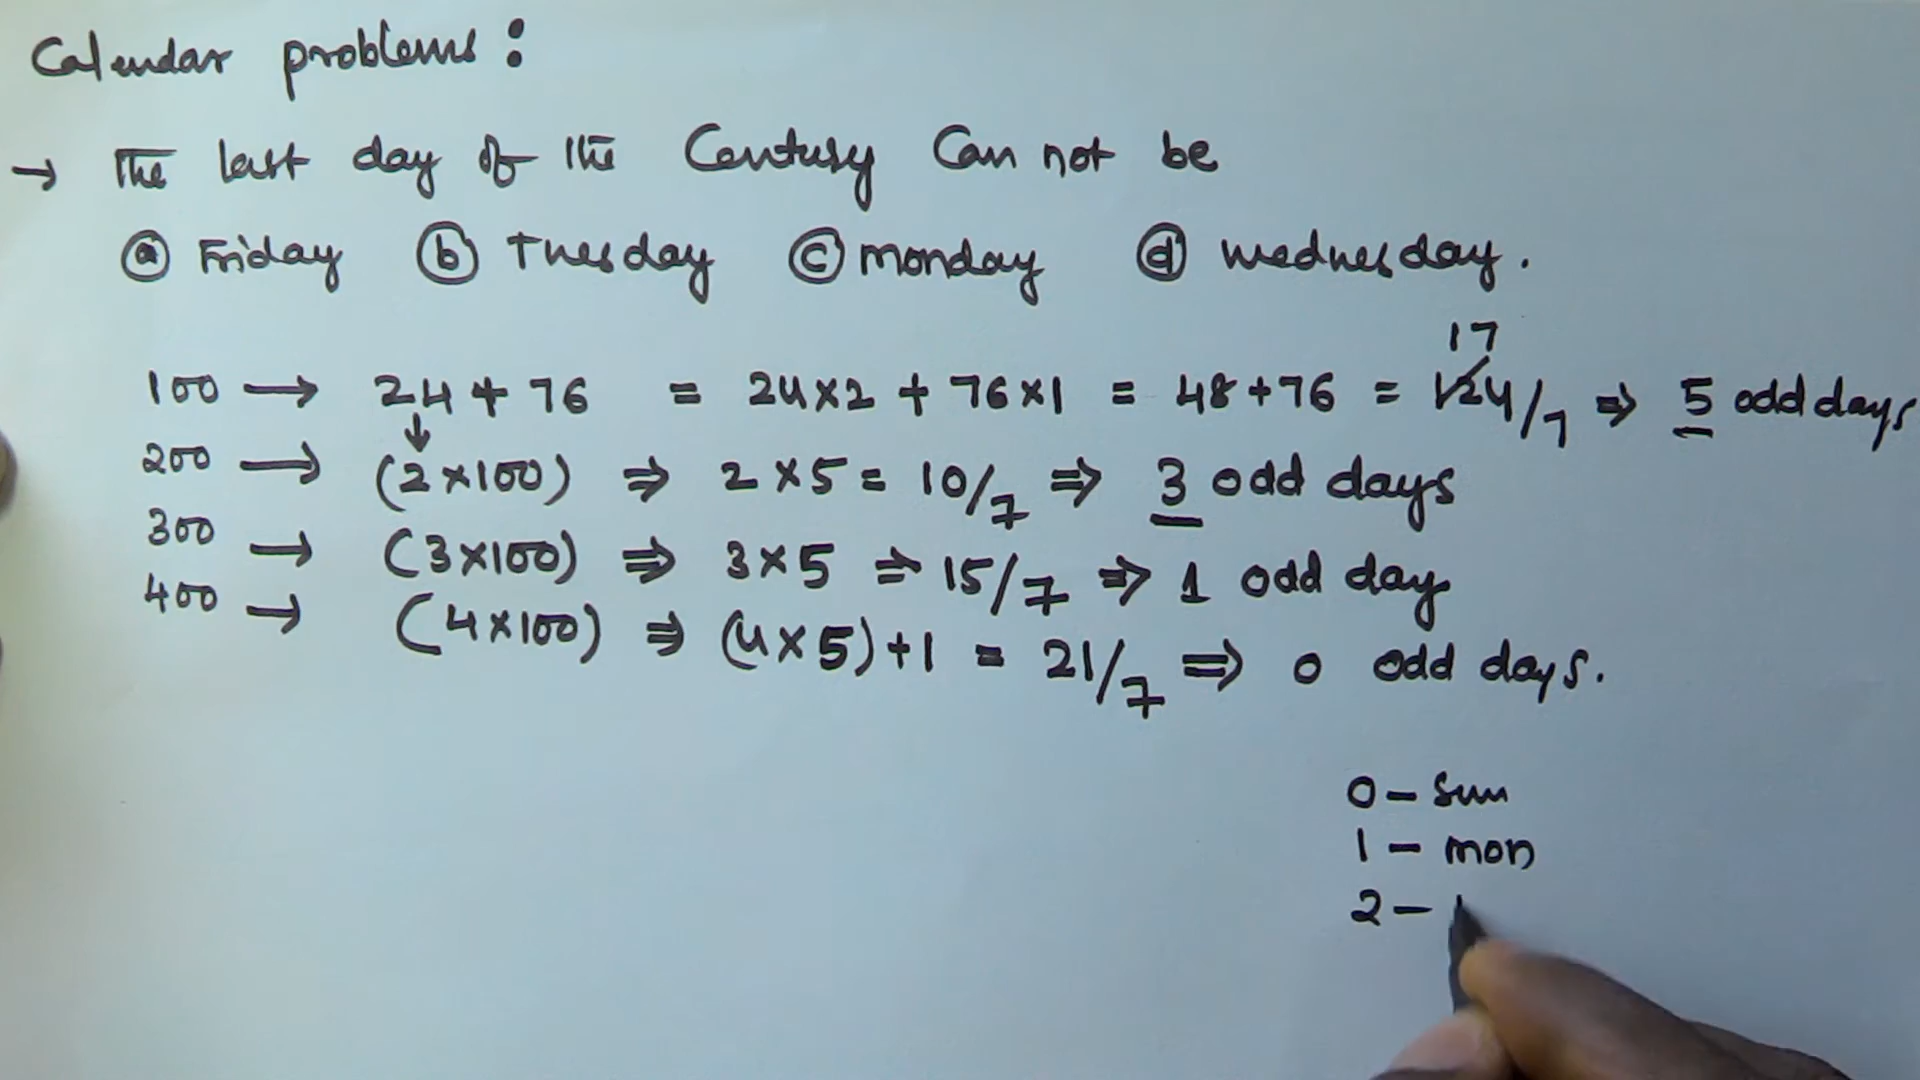 Calendar problems :
→ The last day of the Century Can not be
ⓐ Friday ⓑ Tuesday ⓒ monday ⓓ wednesday.
17
100 → 24 + 76 = 24×2 + 76×1 = 48+76 = 124/7 ⇒ 5 odd days
↓
200 → (2×100) ⇒ 2×5 = 10/7 ⇒ 3 odd days
300 → (3×100) ⇒ 3×5 ⇒ 15/7 ⇒ 1 odd day
400 → (4×100) ⇒ (4×5)+1 = 21/7 ⇒ 0 odd days.
0 – Sun
1 – mon
2 –